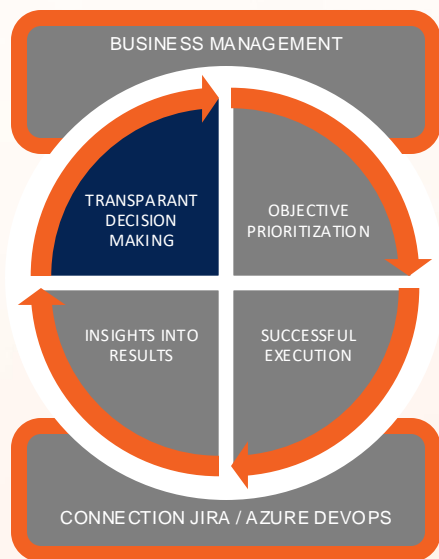 BUSINESS MANAGEMENT
TRANSPARANT
DECISION
MAKING
OBJECTIVE
PRIORITIZATION
INSIGHTS INTO
RESULTS
SUCCESSFUL
EXECUTION
CONNECTION JIRA / AZURE DEVOPS